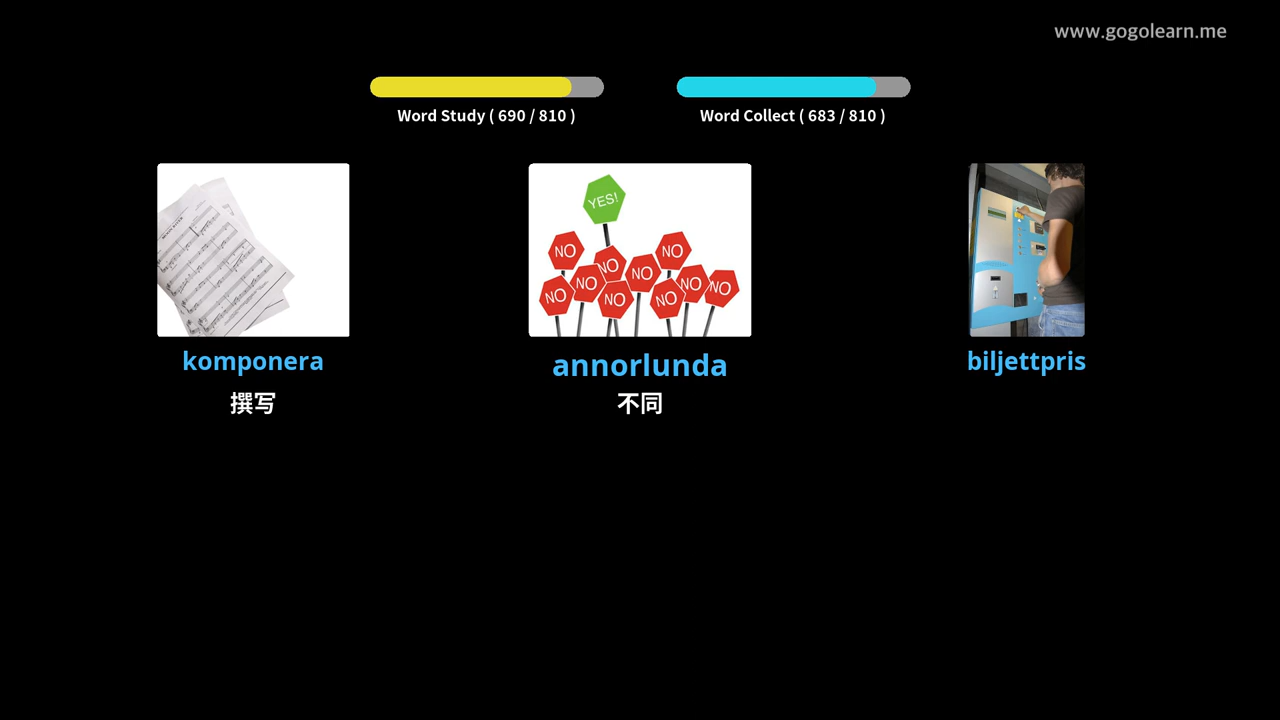 www.gogolearn.me
Word Study ( 690 / 810 )
Word Collect ( 683 / 810 )
YES!
NO
NO
NO
NO
NO
NO
NO
NO
NO
NO
komponera
撰写
annorlunda
不同
biljettpris